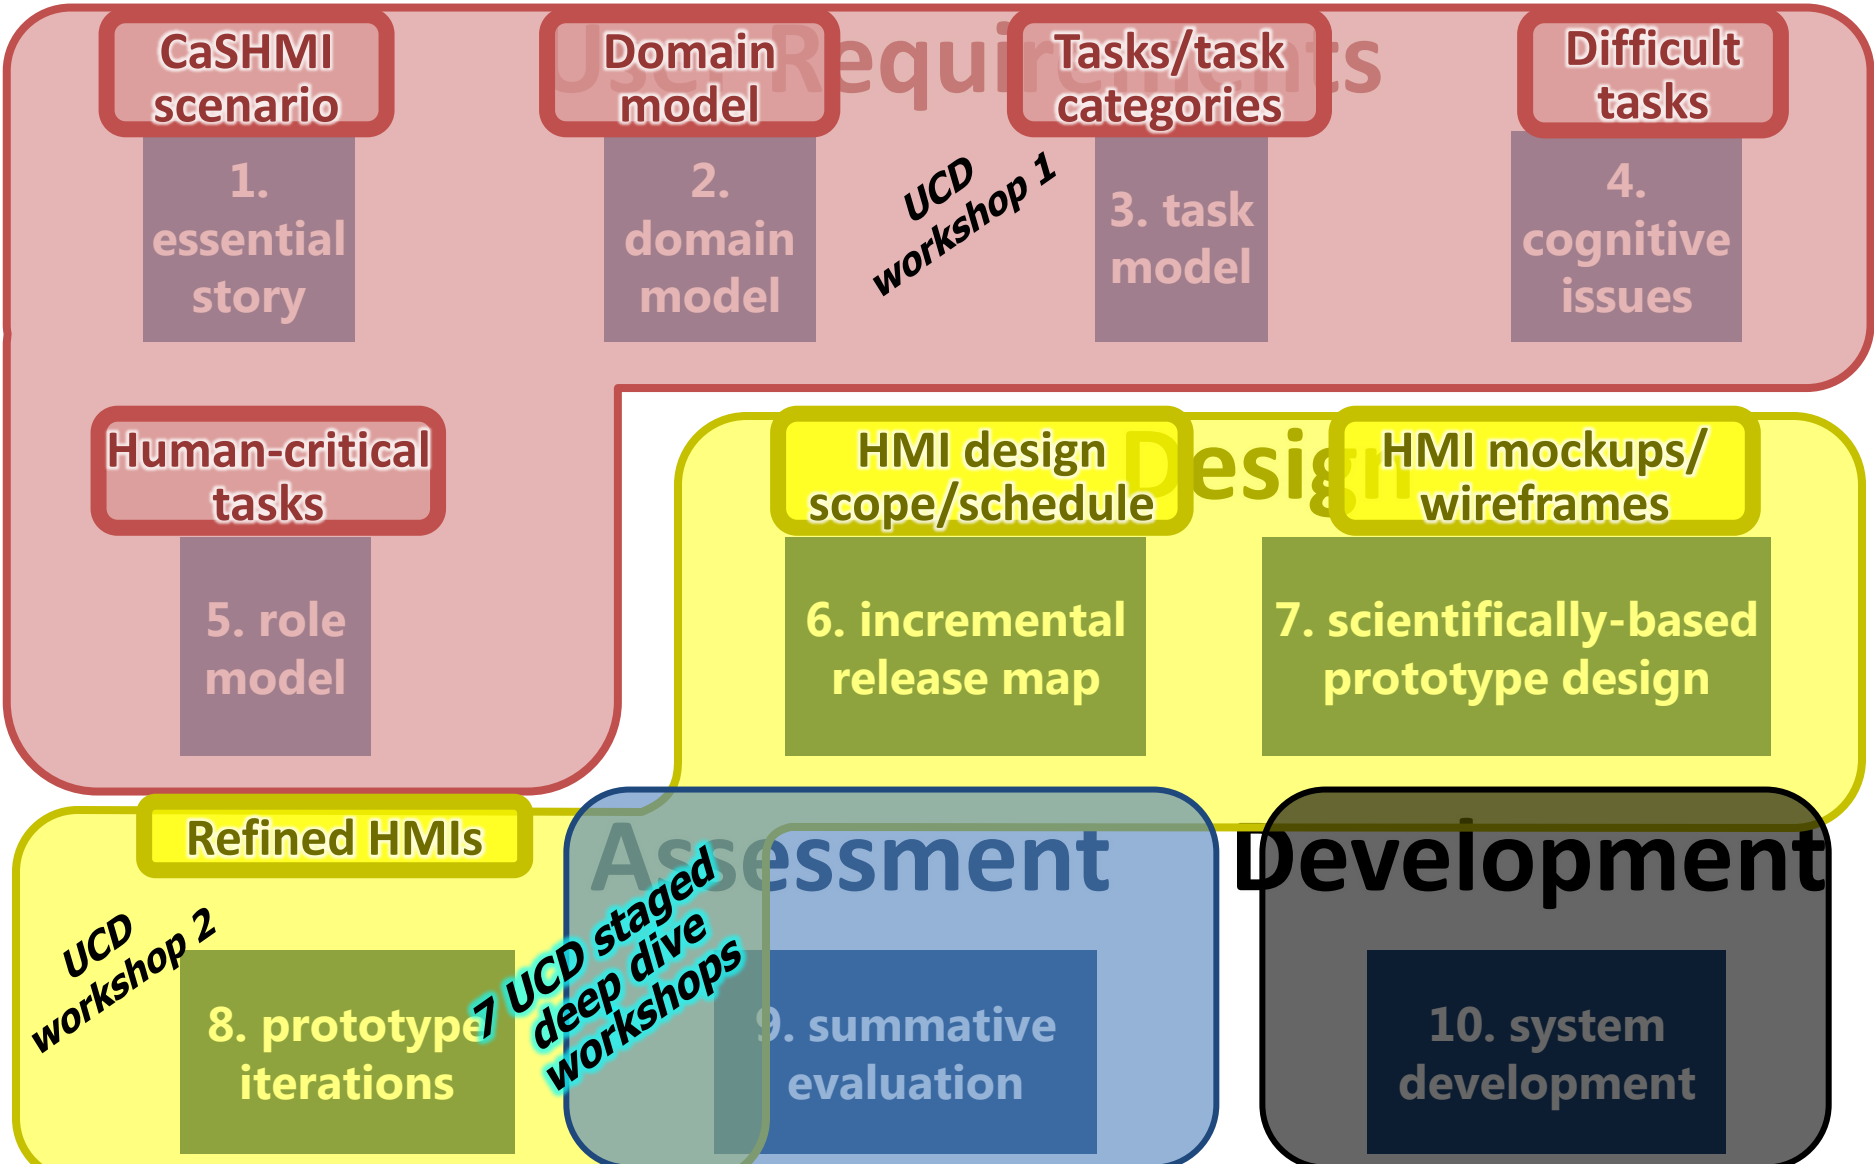 User Requirements
CaSHMI
scenario
Domain
model
Tasks/task
categories
Difficult
tasks
1.
essential
story
2.
domain
model
UCD
workshop 1
3. task
model
4.
cognitive
issues
Human-critical
tasks
5. role
model
Design
HMI design
scope/schedule
HMI mockups/
wireframes
6. incremental
release map
7. scientifically-based
prototype design
Refined HMIs
UCD
workshop 2
8. prototype
iterations
Assessment
7 UCD staged
deep dive
workshops
9. summative
evaluation
Development
10. system
development